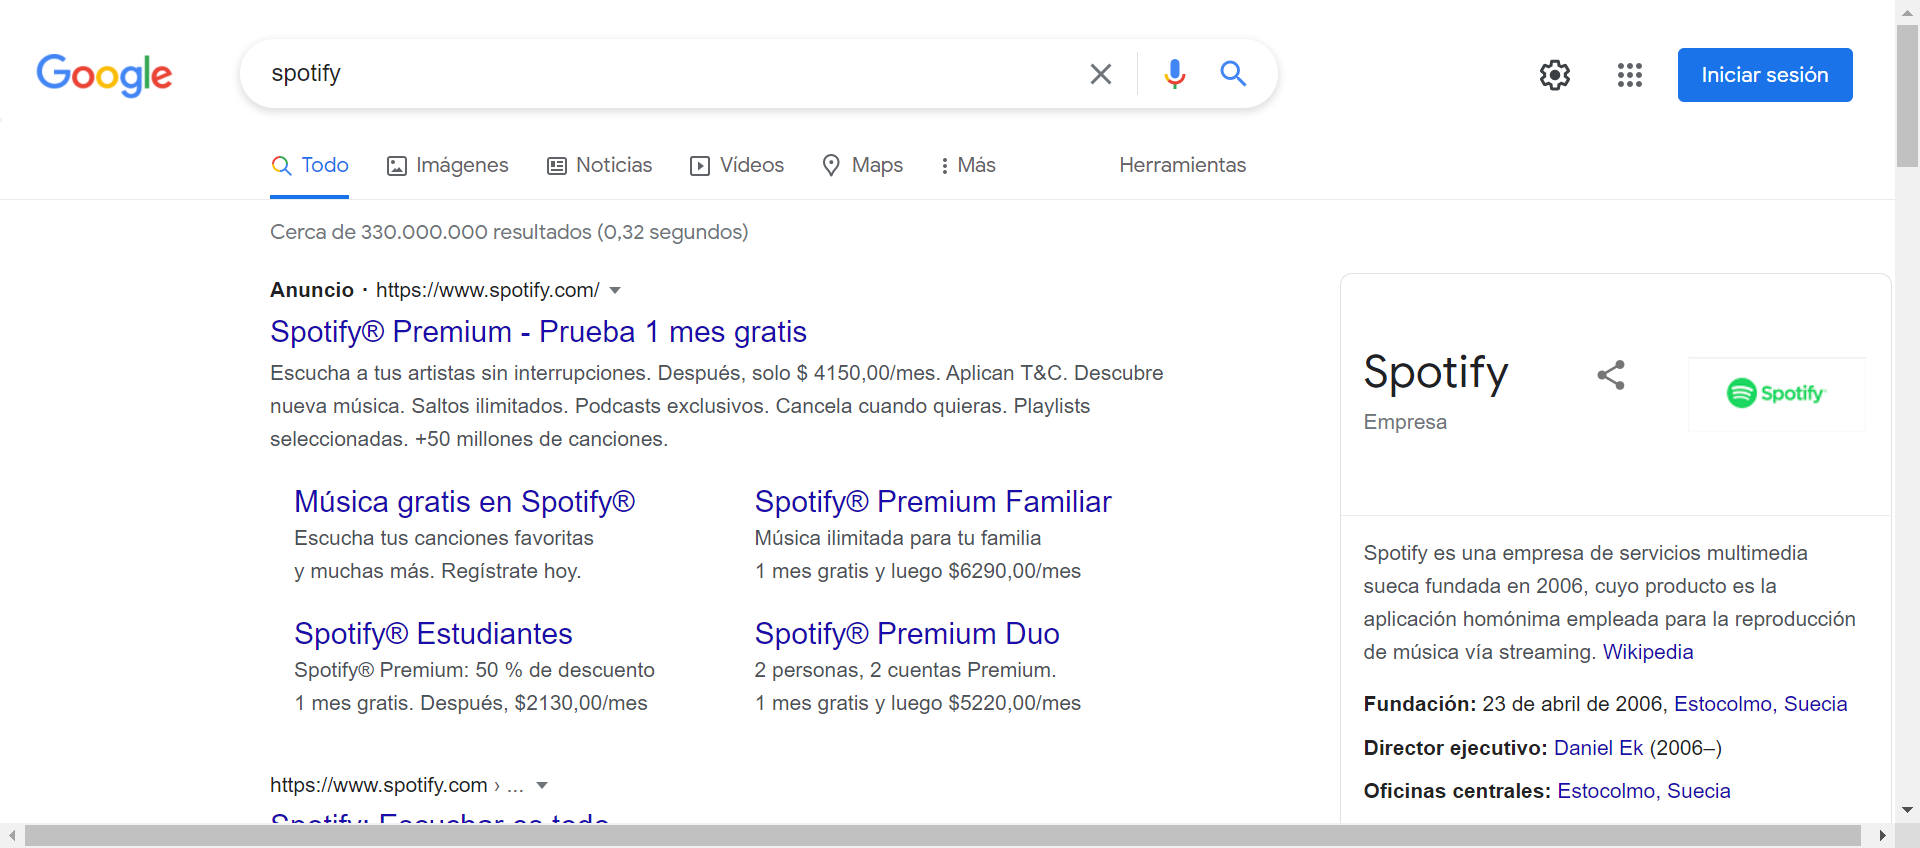 Google
spotify
Iniciar sesión
Todo
Imágenes
Noticias
Vídeos
Maps
Más
Herramientas
Cerca de 330.000.000 resultados (0,32 segundos)
Anuncio · https://www.spotify.com/
Spotify® Premium - Prueba 1 mes gratis
Escucha a tus artistas sin interrupciones. Después, solo $ 4150,00/mes. Aplican T&C. Descubre
nueva música. Saltos ilimitados. Podcasts exclusivos. Cancela cuando quieras. Playlists
seleccionadas. +50 millones de canciones.
Música gratis en Spotify®
Escucha tus canciones favoritas
y muchas más. Regístrate hoy.
Spotify® Premium Familiar
Música ilimitada para tu familia
1 mes gratis y luego $6290,00/mes
Spotify® Estudiantes
Spotify® Premium: 50 % de descuento
1 mes gratis. Después, $2130,00/mes
Spotify® Premium Duo
2 personas, 2 cuentas Premium.
1 mes gratis y luego $5220,00/mes
https://www.spotify.com › ...
Spotify: Escuchar es todo
Spotify
Empresa
Spotify
Spotify es una empresa de servicios multimedia
sueca fundada en 2006, cuyo producto es la
aplicación homónima empleada para la reproducción
de música vía streaming. Wikipedia
Fundación: 23 de abril de 2006, Estocolmo, Suecia
Director ejecutivo: Daniel Ek (2006–)
Oficinas centrales: Estocolmo, Suecia